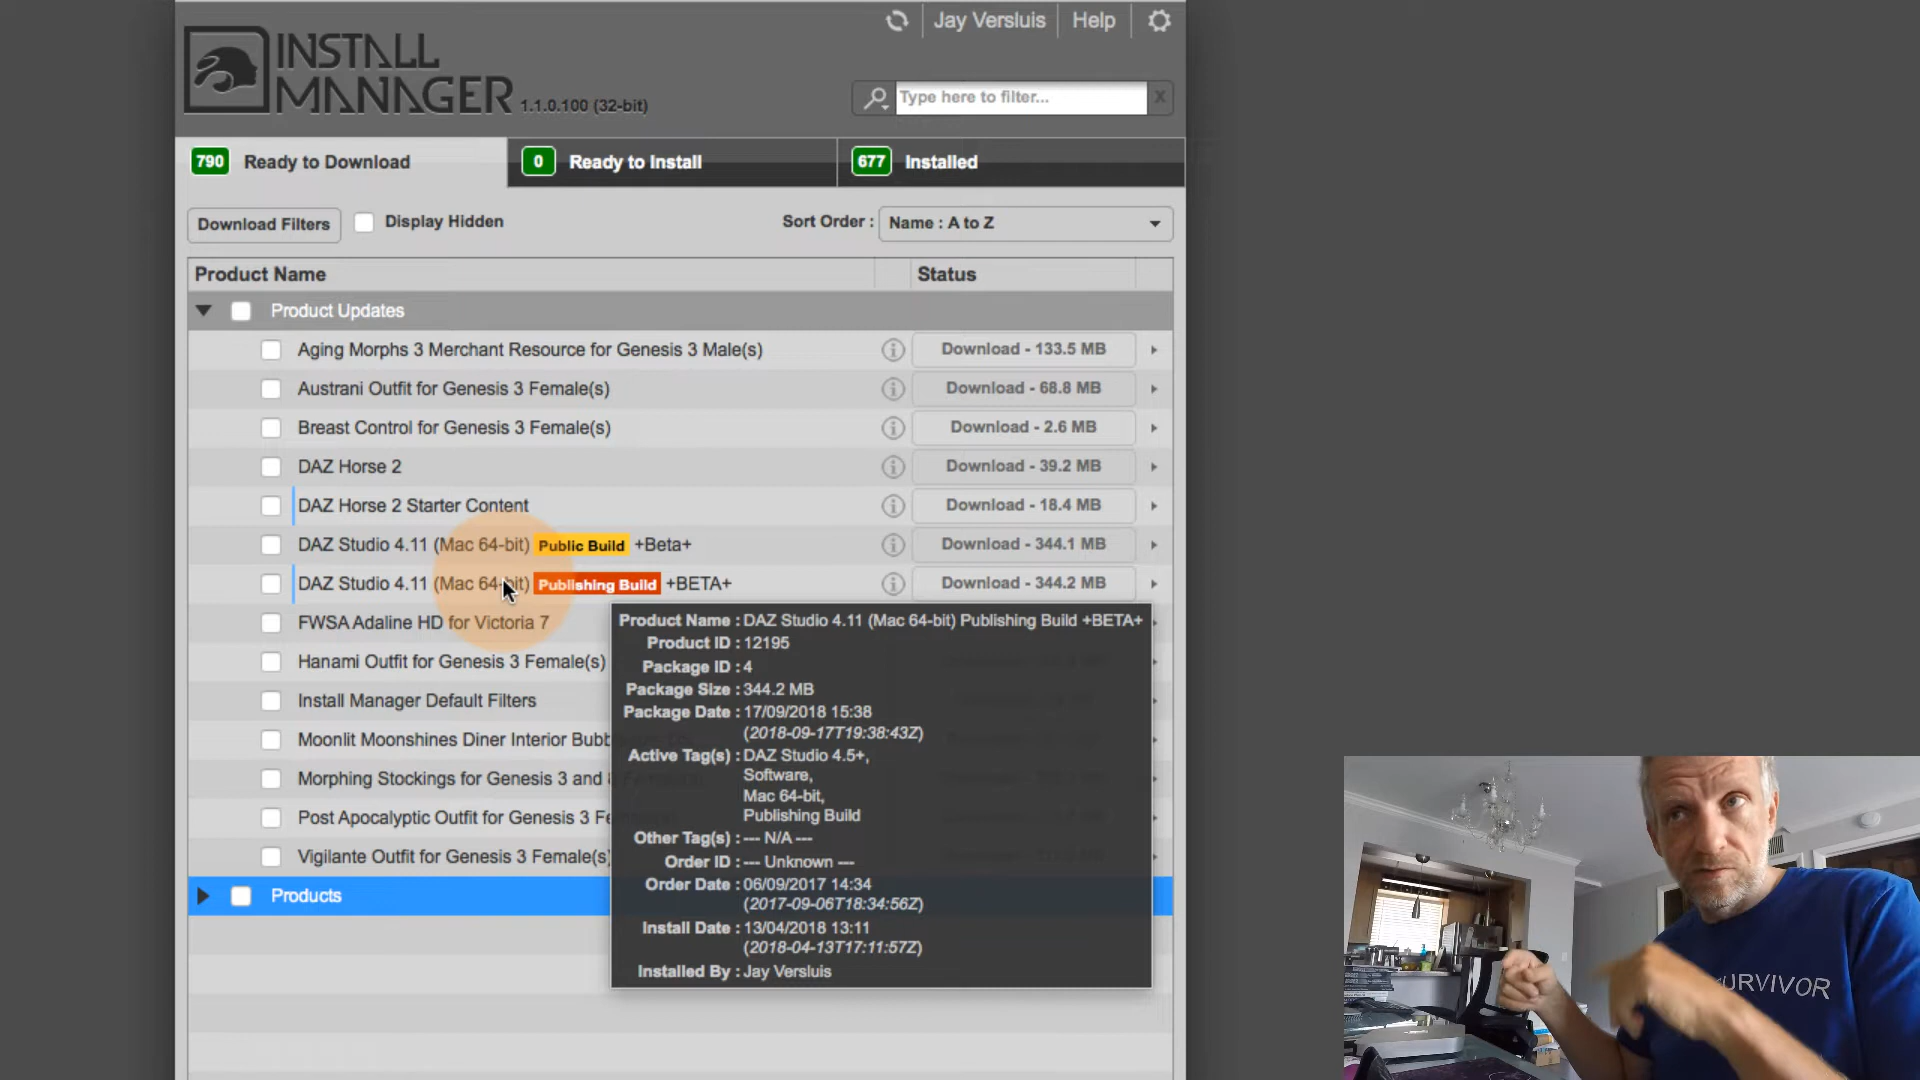 Jay Versluis Help
INSTALL
MANAGER 1.1.0.100 (32-bit)
Type here to filter... X
790 Ready to Download 0 Ready to Install 677 Installed
Download Filters Display Hidden Sort Order : Name : A to Z
Product Name Status
Product Updates
Aging Morphs 3 Merchant Resource for Genesis 3 Male(s) Download - 133.5 MB
Austrani Outfit for Genesis 3 Female(s) Download - 68.8 MB
Breast Control for Genesis 3 Female(s) Download - 2.6 MB
DAZ Horse 2 Download - 39.2 MB
DAZ Horse 2 Starter Content Download - 18.4 MB
DAZ Studio 4.11 (Mac 64-bit) Public Build +Beta+ Download - 344.1 MB
DAZ Studio 4.11 (Mac 64-bit) Publishing Build +BETA+ Download - 344.2 MB
FWSA Adaline HD for Victoria 7
Hanami Outfit for Genesis 3 Female(s)
Install Manager Default Filters
Moonlit Moonshines Diner Interior
Morphing Stockings for Genesis 3 and
Post Apocalyptic Outfit for Genesis 3
Vigilante Outfit for Genesis 3 Female(s)
Products
Product Name : DAZ Studio 4.11 (Mac 64-bit) Publishing Build +BETA+
Product ID : 12195
Package ID : 4
Package Size : 344.2 MB
Package Date : 17/09/2018 15:38
(2018-09-17T19:38:43Z)
Active Tag(s) : DAZ Studio 4.5+,
Software,
Mac 64-bit,
Publishing Build
Other Tag(s) : --- N/A ---
Order ID : --- Unknown ---
Order Date : 06/09/2017 14:34
(2017-09-06T18:34:56Z)
Install Date : 13/04/2018 13:11
(2018-04-13T17:11:57Z)
Installed By : Jay Versluis
URVIVOR